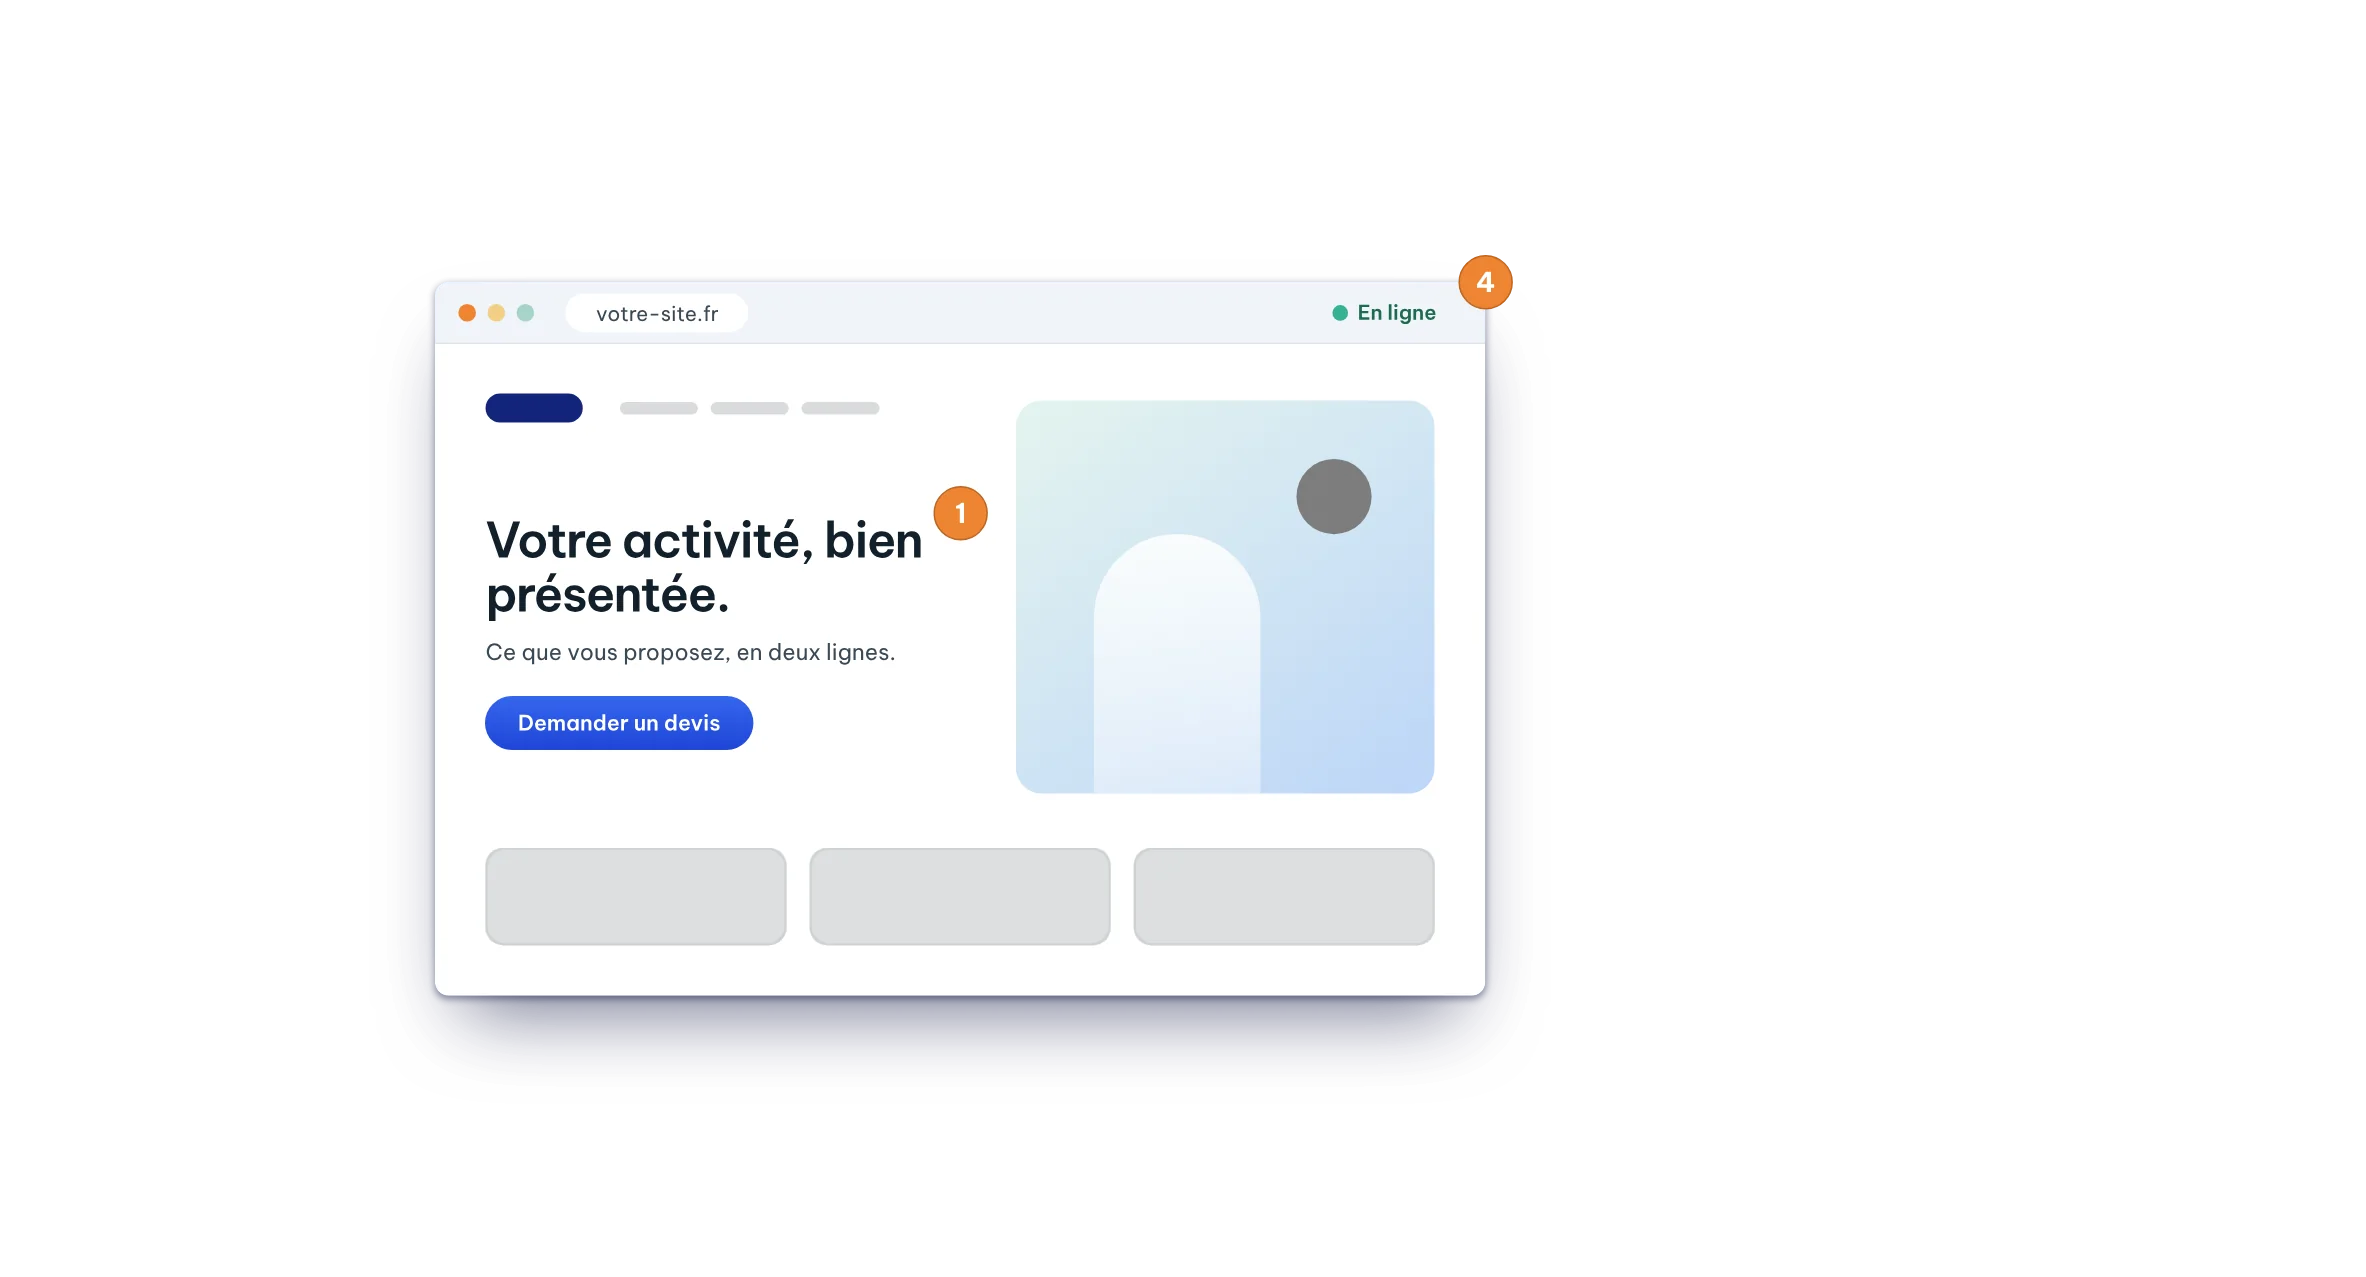 4
votre-site.fr
En ligne
1
Votre activité, bien
présentée.
Ce que vous proposez, en deux lignes.
Demander un devis